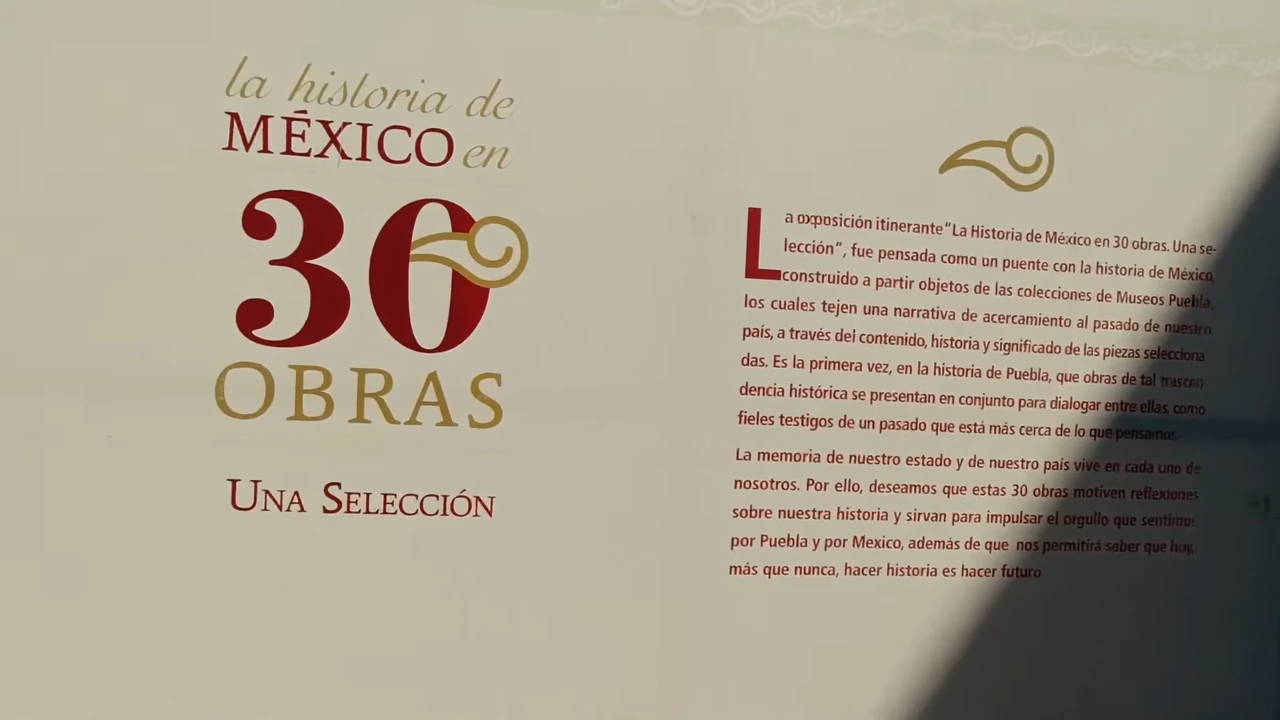 la historia de
MÉXICO en
30
OBRAS
UNA SELECCIÓN
La exposición itinerante “La Historia de México en 30 obras. Una se-
lección”, fue pensada como un puente con la historia de México,
construido a partir objetos de las colecciones de Museos Puebla,
los cuales tejen una narrativa de acercamiento al pasado de nuestro
país, a través del contenido, historia y significado de las piezas selecciona
das. Es la primera vez, en la historia de Puebla, que obras de tal trascen
dencia histórica se presentan en conjunto para dialogar entre ellas, como
fieles testigos de un pasado que está más cerca de lo que pensamos.
La memoria de nuestro estado y de nuestro país vive en cada uno de
nosotros. Por ello, deseamos que estas 30 obras motiven reflexiones
sobre nuestra historia y sirvan para impulsar el orgullo que sentimos
por Puebla y por Mexico, además de que nos permitirá saber que hoy,
más que nunca, hacer historia es hacer futuro